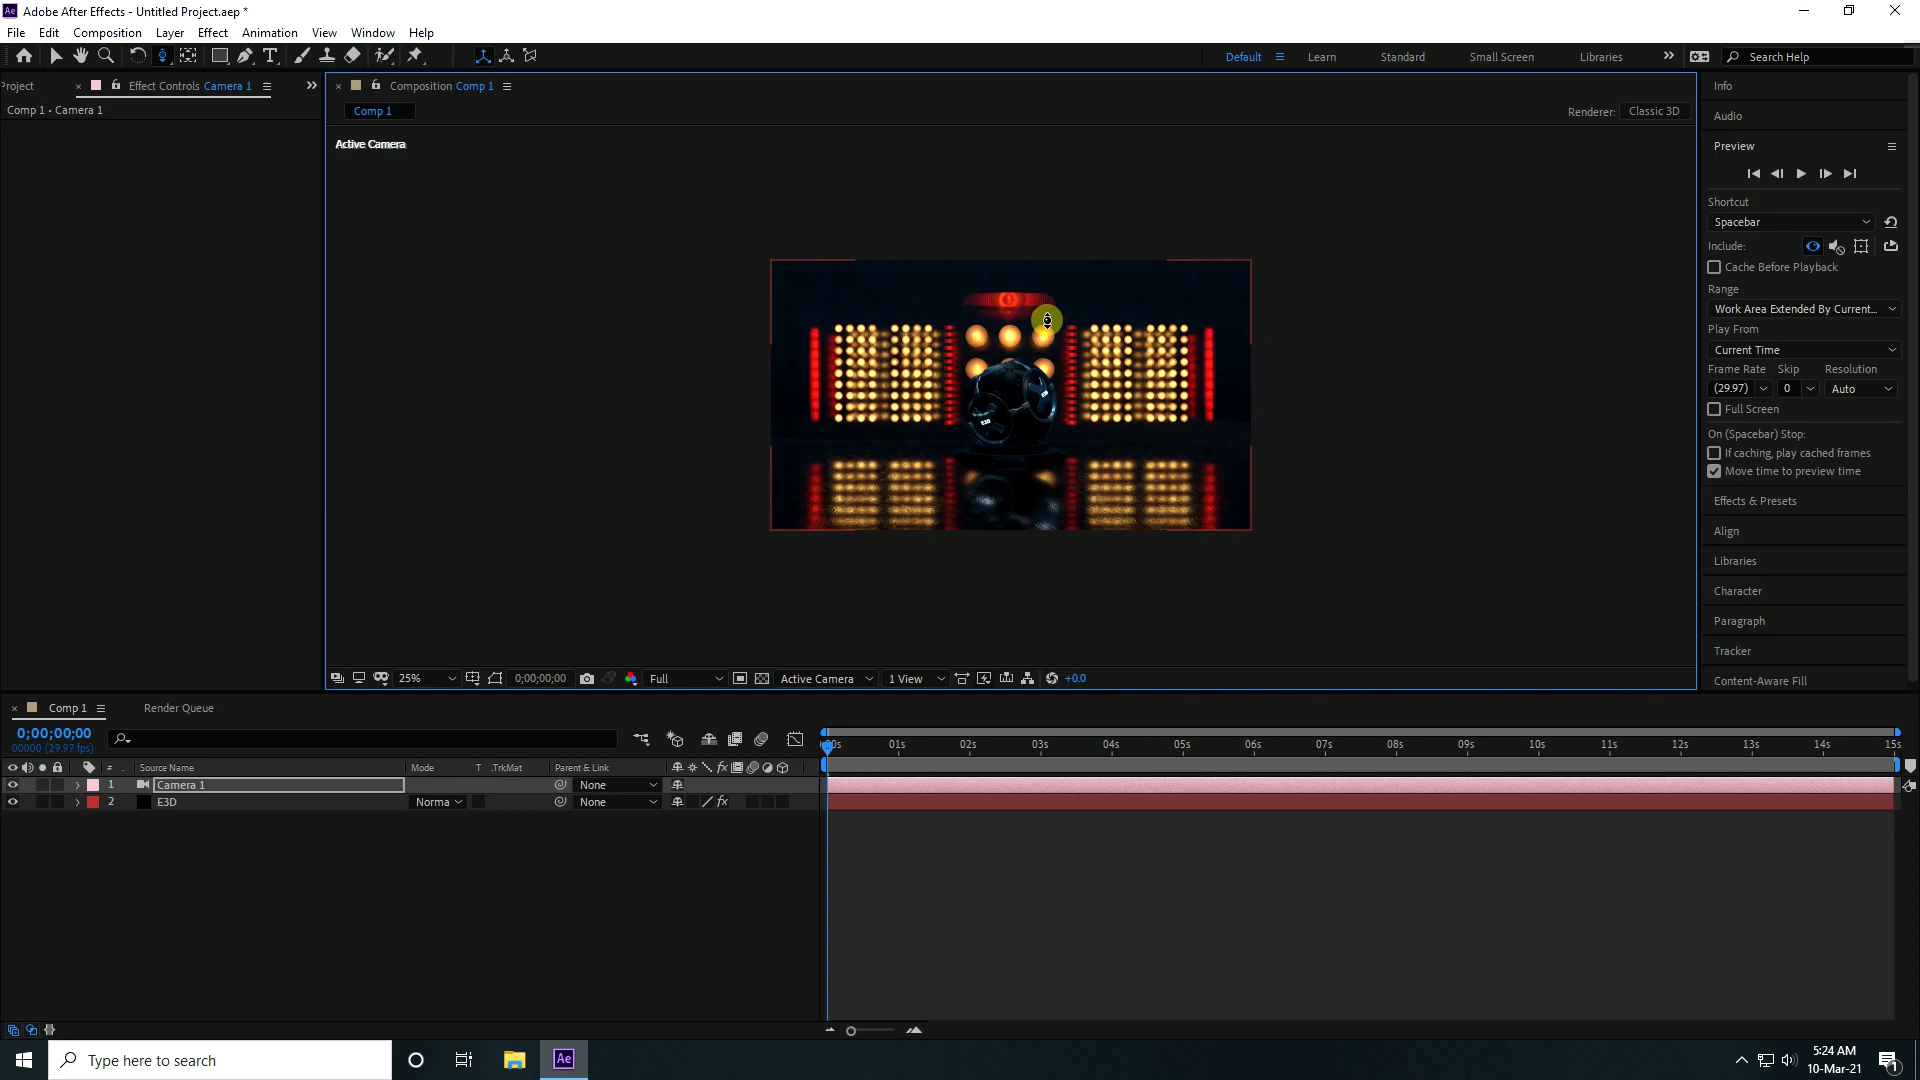 Adobe After Effects - Untitled Project.aep *
File Edit Composition Layer Effect Animation View Window Help
Default Learn Standard Small Screen Libraries Search Help
roject Effect Controls Camera 1
Comp 1 • Camera 1
Composition Comp 1
Comp 1
Renderer: Classic 3D
Active Camera
E3D
25% 0;00;00;00 Full Active Camera 1 View +0.0
Info
Audio
Preview
Shortcut
Spacebar
Include:
Cache Before Playback
Range
Work Area Extended By Current...
Play From
Current Time
Frame Rate Skip Resolution
(29.97) 0 Auto
Full Screen
On (Spacebar) Stop:
If caching, play cached frames
Move time to preview time
Effects & Presets
Align
Libraries
Character
Paragraph
Tracker
Content-Aware Fill
Comp 1 Render Queue
0;00;00;00
00000 (29.97 fps)
00s 01s 02s 03s 04s 05s 06s 07s 08s 09s 10s 11s 12s 13s 14s 15s
# Source Name Mode T .TrkMat Parent & Link
1 Camera 1 None
2 E3D Norma None
Type here to search
5:24 AM
10-Mar-21
1